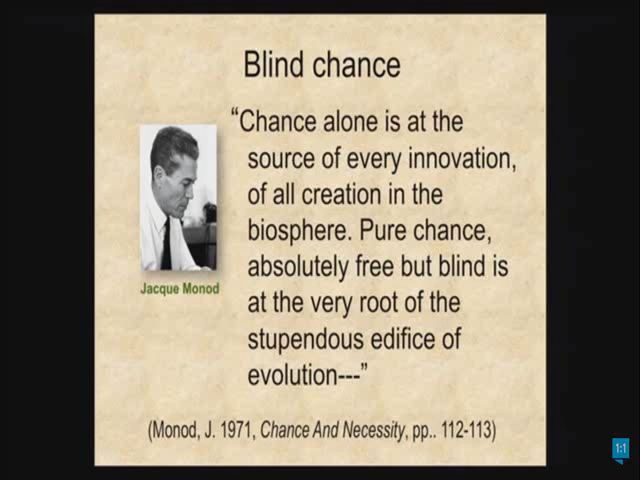 Blind chance
“Chance alone is at the
source of every innovation,
of all creation in the
biosphere. Pure chance,
absolutely free but blind is
at the very root of the
stupendous edifice of
evolution---”
Jacque Monod
(Monod, J. 1971, Chance And Necessity, pp.. 112-113)
1:1